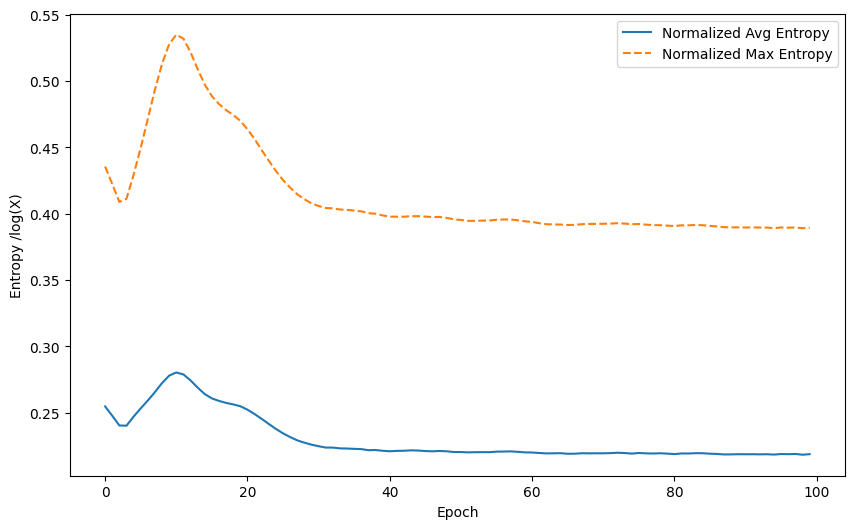 Normalized Avg Entropy
Normalized Max Entropy
0.55
0.50
0.45
0.40
0.35
0.30
0.25
Entropy /log(X)
0 20 40 60 80 100
Epoch